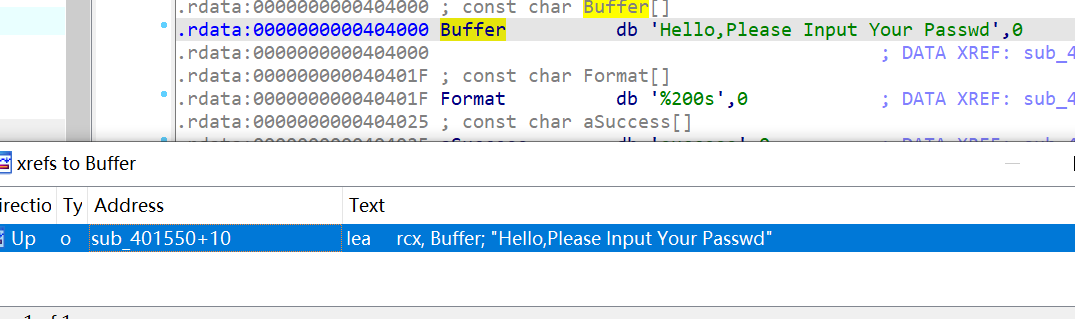 .rdata:0000000000404000 ; const char Buffer[]
.rdata:0000000000404000 Buffer db 'Hello,Please Input Your Passwd',0
.rdata:0000000000404000 ; DATA XREF: sub_4
.rdata:000000000040401F ; const char Format[]
.rdata:000000000040401F Format db '%200s',0 ; DATA XREF: sub_4
.rdata:0000000000404025 ; const char aSuccess[]
xrefs to Buffer
irectio Ty Address Text
Up o sub_401550+10 lea rcx, Buffer; "Hello,Please Input Your Passwd"